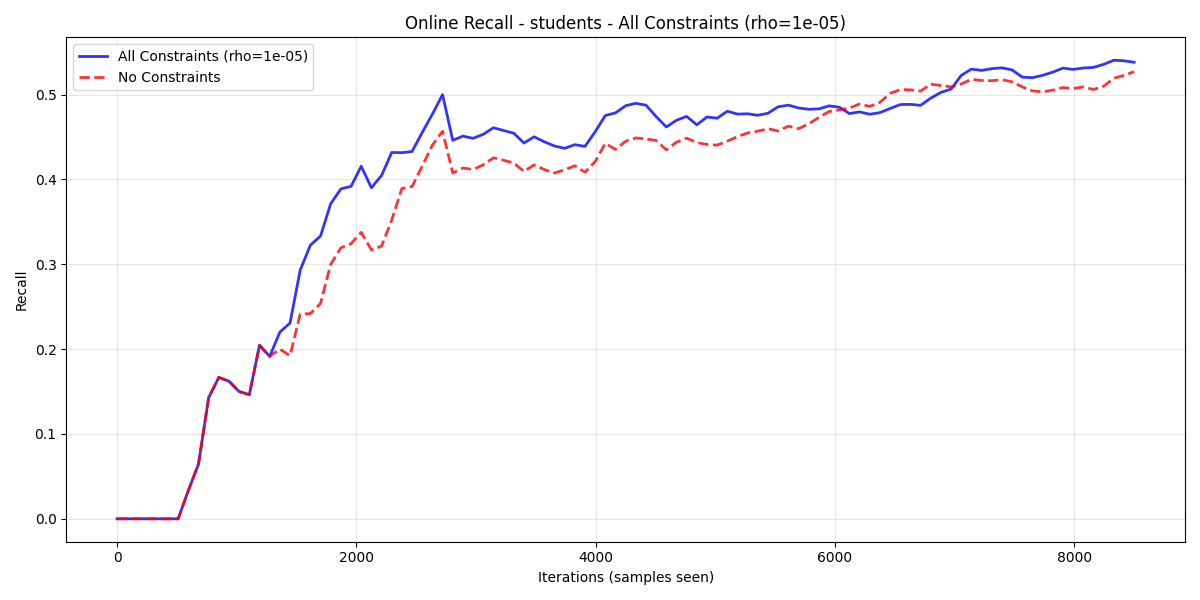 Online Recall - students - All Constraints (rho=1e-05)
All Constraints (rho=1e-05)
No Constraints
Recall
0.5
0.4
0.3
0.2
0.1
0.0
0 2000 4000 6000 8000
Iterations (samples seen)